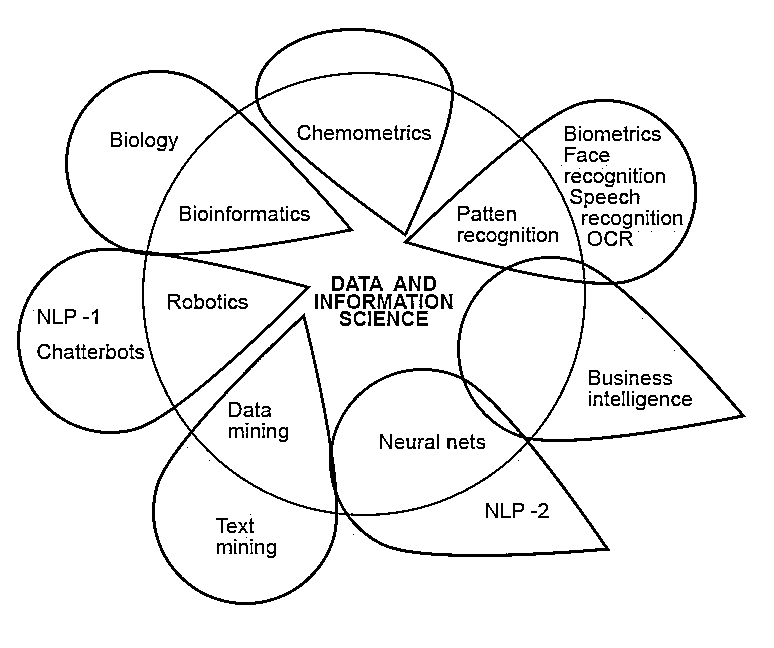 Chemometrics
Biology
Bioinformatics
Biometrics
Face
recognition
Speech
recognition
OCR
Patten
recognition
DATA AND
INFORMATION
SCIENCE
Robotics
NLP -1
Chatterbots
Business
intelligence
Data
mining
Neural nets
NLP -2
Text
mining